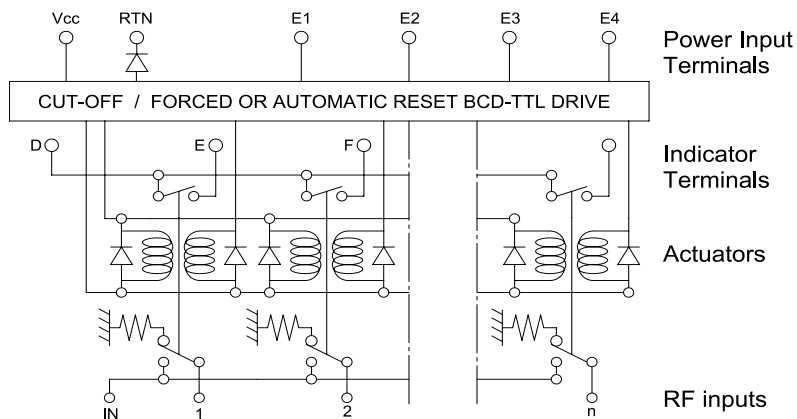 Vcc RTN E1 E2 E3 E4
Power Input
Terminals
CUT-OFF / FORCED OR AUTOMATIC RESET BCD-TTL DRIVE
D E F
Indicator
Terminals
Actuators
IN 1 2 n
RF inputs